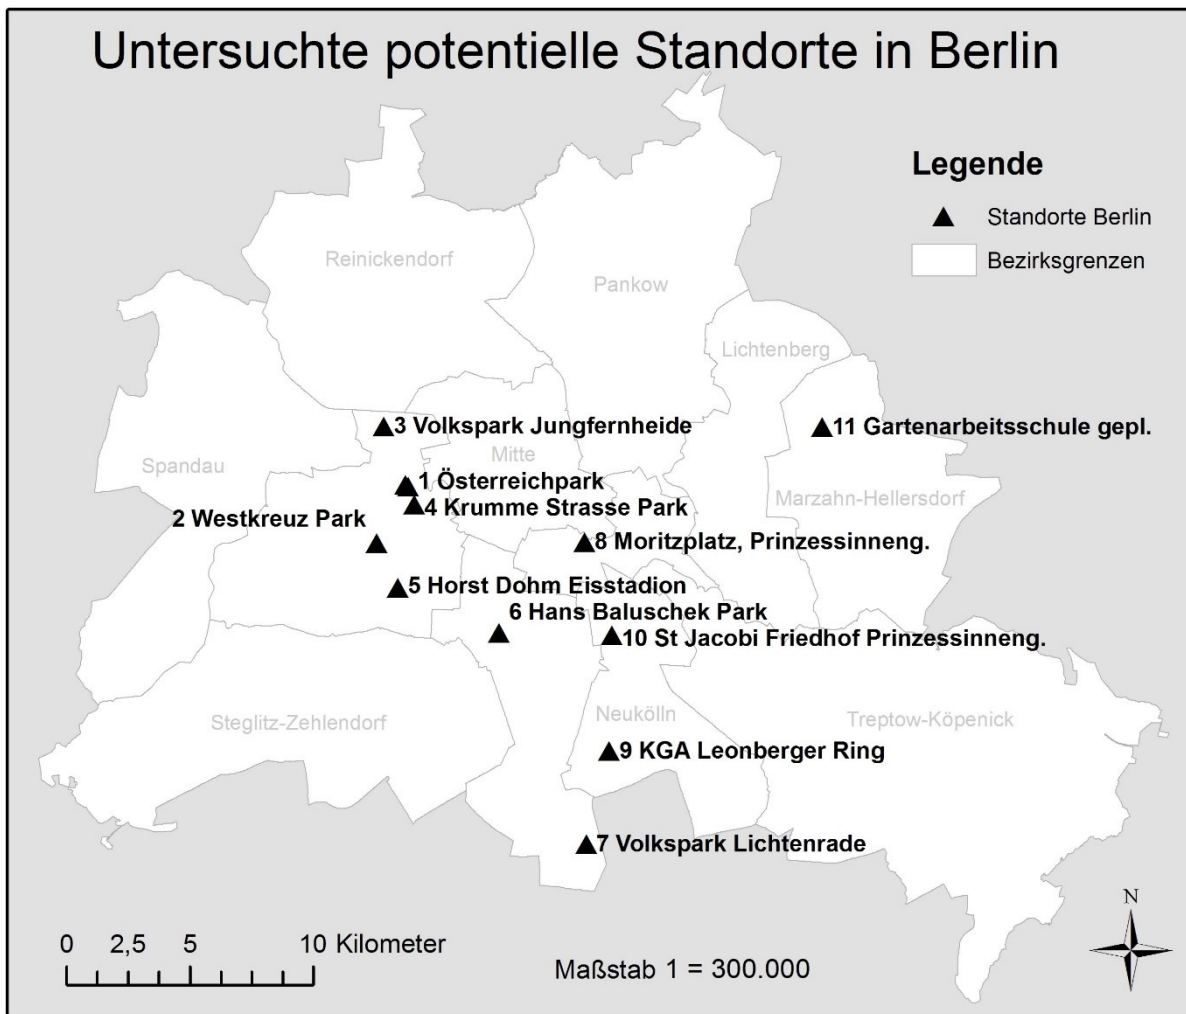 Untersuchte potentielle Standorte in Berlin
Legende
Standorte Berlin
Bezirksgrenzen
Reinickendorf
Pankow
Lichtenberg
3 Volkspark Jungfernheide
11 Gartenarbeitsschule gepl.
Mitte
Spandau
1 Österreichpark
Marzahn-Hellersdorf
4 Krumme Strasse Park
2 Westkreuz Park
8 Moritzplatz, Prinzessinneng.
5 Horst Dohm Eisstadion
6 Hans Baluschek Park
10 St Jacobi Friedhof Prinzessinneng.
Steglitz-Zehlendorf
Neukölln
Treptow-Köpenick
9 KGA Leonberger Ring
7 Volkspark Lichtenrade
N
0 2,5 5 10 Kilometer
Maßstab 1 = 300.000